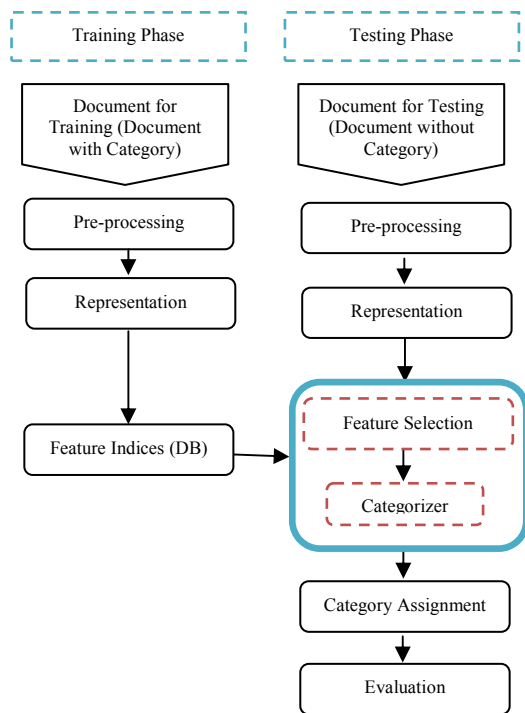 Training Phase
Testing Phase
Document for
Training (Document
with Category)
Document for Testing
(Document without
Category)
Pre-processing
Pre-processing
Representation
Representation
Feature Selection
Feature Indices (DB)
Categorizer
Category Assignment
Evaluation